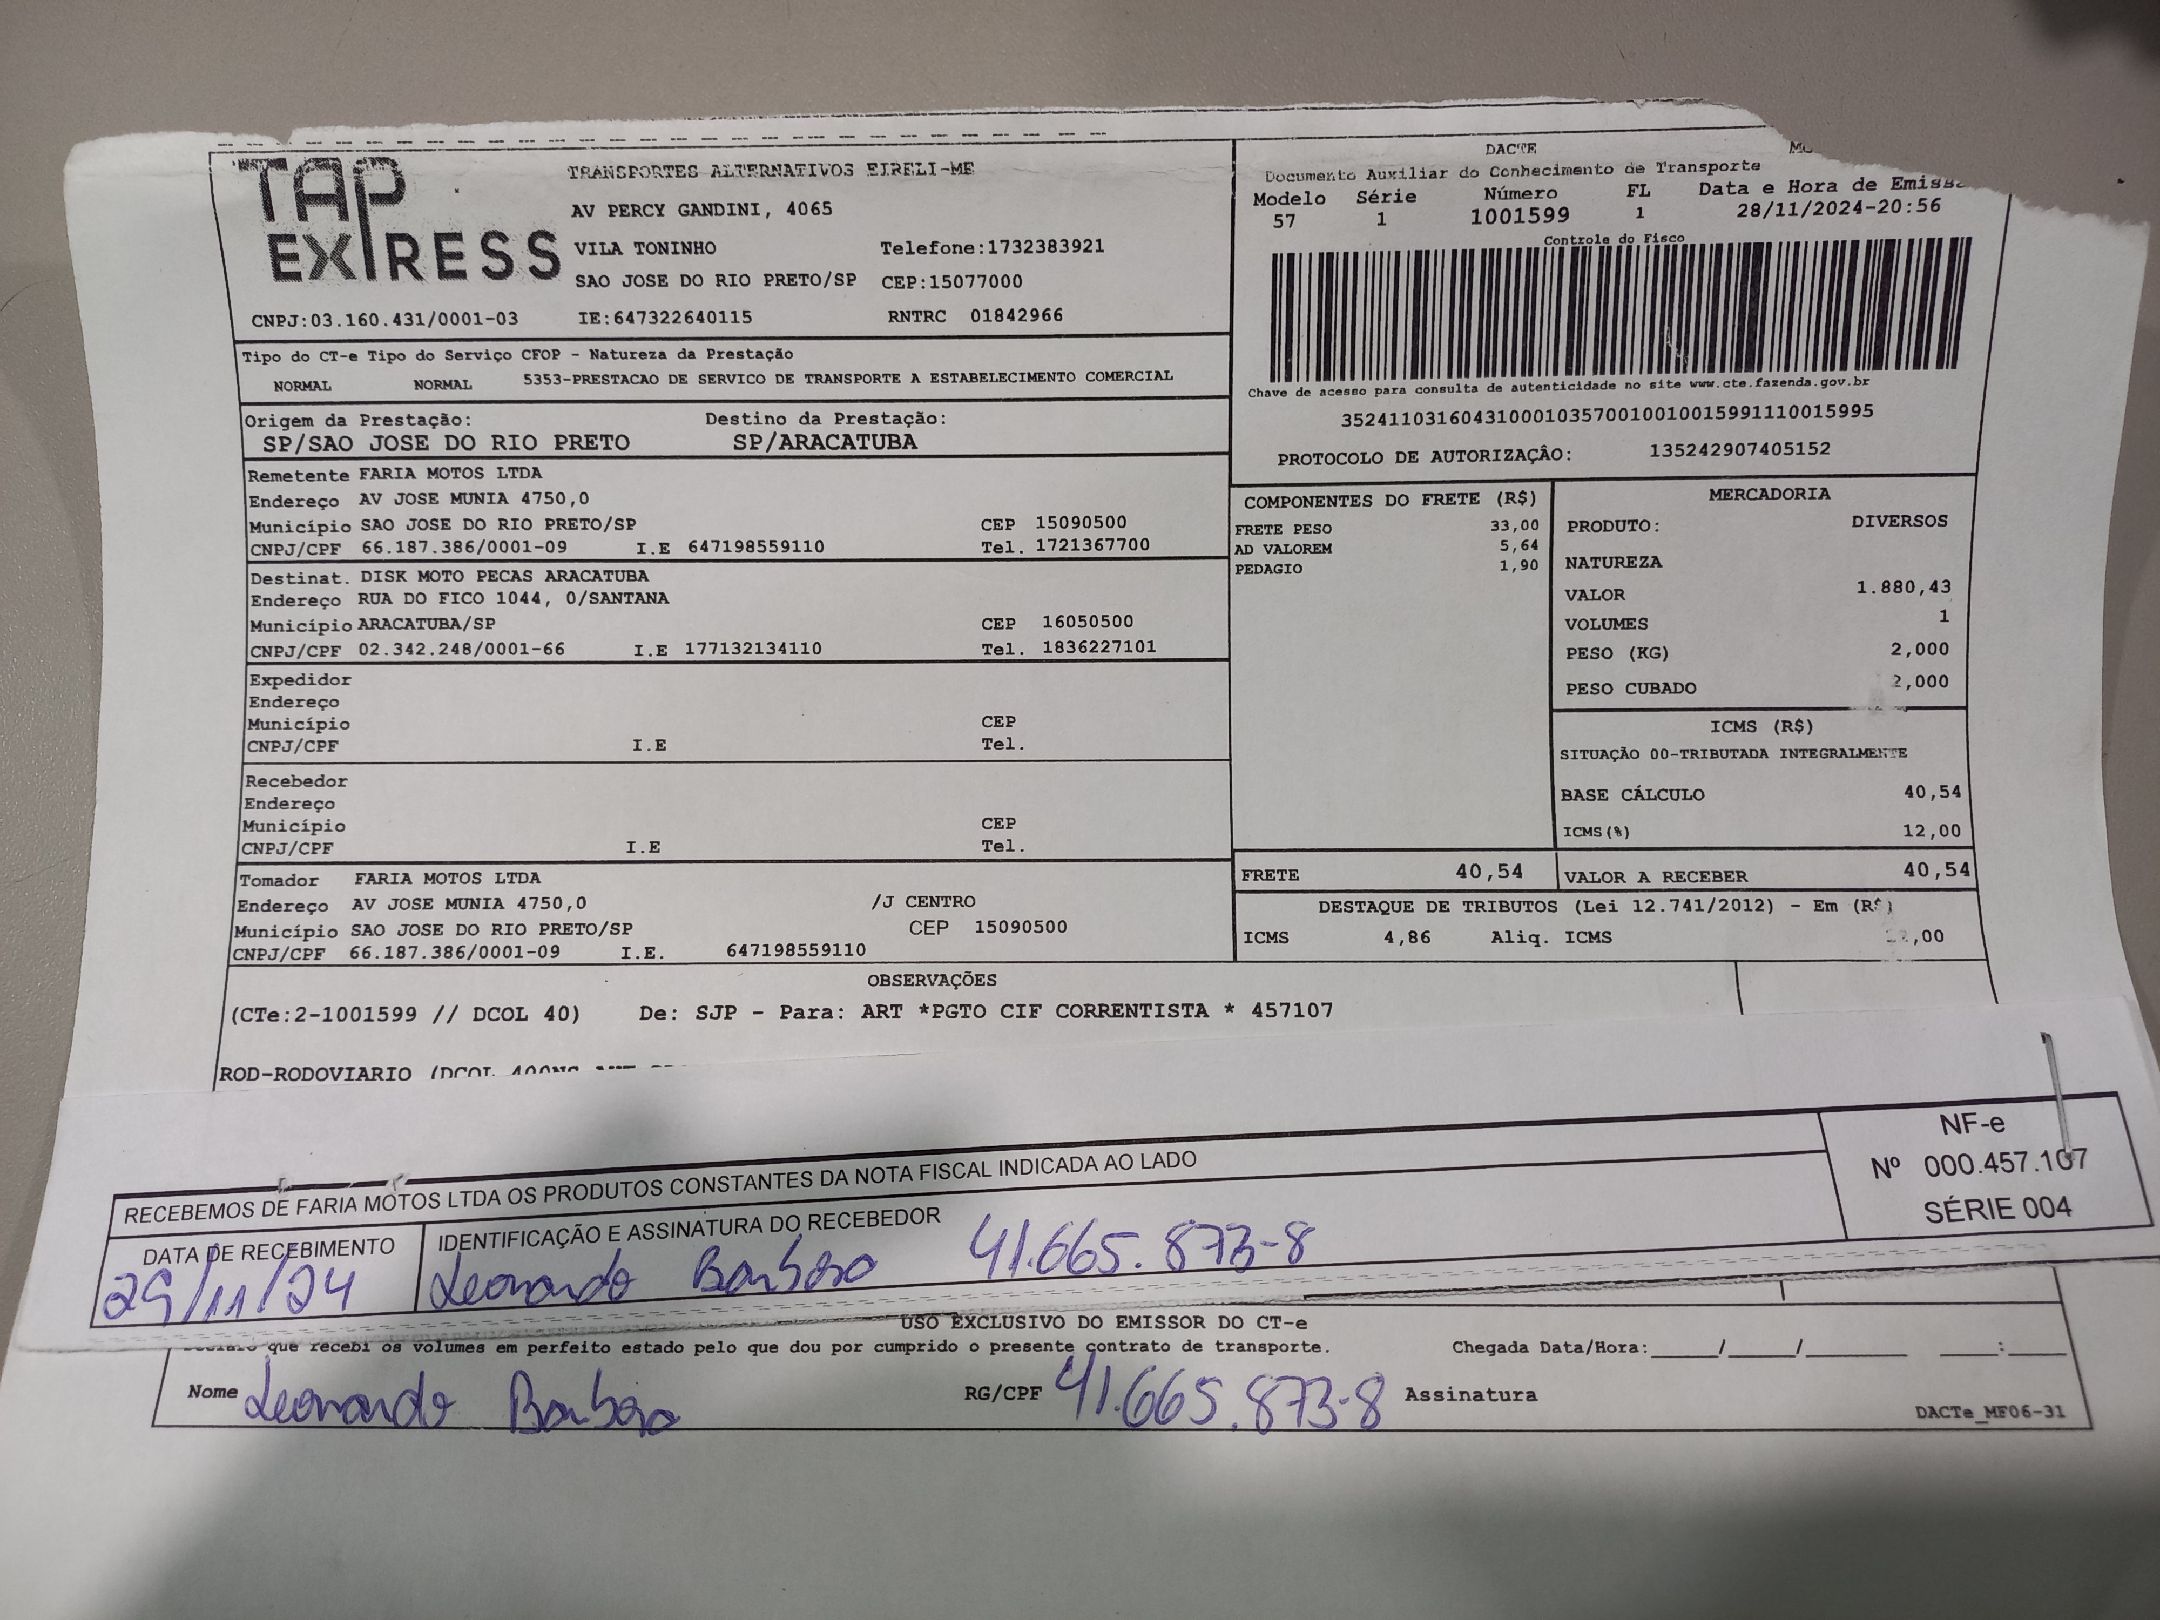 TAP EXPRESS
TRANSPORTES ALTERNATIVOS EIRELI-ME
AV PERCY GANDINI, 4065
VILA TONINHO Telefone:1732383921
SAO JOSE DO RIO PRETO/SP CEP:15077000
CNPJ:03.160.431/0001-03 IE:647322640115 RNTRC 01842966
DACTE
Documento Auxiliar do Conhecimento de Transporte
Modelo Série Número FL Data e Hora de
57 1 1001599 1 28/11/2024-20:56
Controle do Fisco
Chave de acesso para consulta de autenticidade no site www.cte.fazenda.gov.br
35241103160431000103570010010015991110015995
PROTOCOLO DE AUTORIZAÇÂO: 135242907405152
Tipo do CT-e Tipo do Serviço CFOP - Natureza da Prestação
NORMAL NORMAL 5353-PRESTACAO DE SERVICO DE TRANSPORTE A ESTABELECIMENTO COMERCIAL
Origem da Prestação: Destino da Prestação:
SP/SAO JOSE DO RIO PRETO SP/ARACATUBA
Remetente FARIA MOTOS LTDA
Endereço AV JOSE MUNIA 4750,0
Município SAO JOSE DO RIO PRETO/SP CEP 15090500
CNPJ/CPF 66.187.386/0001-09 I.E 647198559110 Tel. 1721367700
Destinat. DISK MOTO PECAS ARACATUBA
Endereço RUA DO FICO 1044, 0/SANTANA
Município ARACATUBA/SP CEP 16050500
CNPJ/CPF 02.342.248/0001-66 I.E 177132134110 Tel. 1836227101
Expedidor
Endereço
Município CEP
CNPJ/CPF I.E Tel.
Recebedor
Endereço
Município CEP
CNPJ/CPF I.E Tel.
Tomador FARIA MOTOS LTDA
Endereço AV JOSE MUNIA 4750,0 /J CENTRO
Município SAO JOSE DO RIO PRETO/SP CEP 15090500
CNPJ/CPF 66.187.386/0001-09 I.E. 647198559110
COMPONENTES DO FRETE (R$)
FRETE PESO 33,00
AD VALOREM 5,64
PEDAGIO 1,90
MERCADORIA
PRODUTO: DIVERSOS
NATUREZA
VALOR 1.880,43
VOLUMES 1
PESO (KG) 2,000
PESO CUBADO 2,000
ICMS (R$)
SITUAÇÃO 00-TRIBUTADA INTEGRALMENTE
BASE CÁLCULO 40,54
ICMS(%) 12,00
FRETE 40,54 VALOR A RECEBER 40,54
DESTAQUE DE TRIBUTOS (Lei 12.741/2012) - Em (R$)
ICMS 4,86 Aliq. ICMS
OBSERVAÇÕES
(CTe:2-1001599 // DCOL 40) De: SJP - Para: ART *PGTO CIF CORRENTISTA * 457107
ROD-RODOVIARIO
RECEBEMOS DE FARIA MOTOS LTDA OS PRODUTOS CONSTANTES DA NOTA FISCAL INDICADA AO LADO
NF-e
Nº 000.457.107
SÉRIE 004
DATA DE RECEBIMENTO IDENTIFICAÇÃO E ASSINATURA DO RECEBEDOR
29/11/24 Leonardo Barboso 41.665.873-8
USO EXCLUSIVO DO EMISSOR DO CT-e
que recebi os volumes em perfeito estado pelo que dou por cumprido o presente contrato de transporte. Chegada Data/Hora:____/____/______ ___:___
Nome Leonardo Barboso RG/CPF 41.665.873-8 Assinatura
DACTe_MF06-31